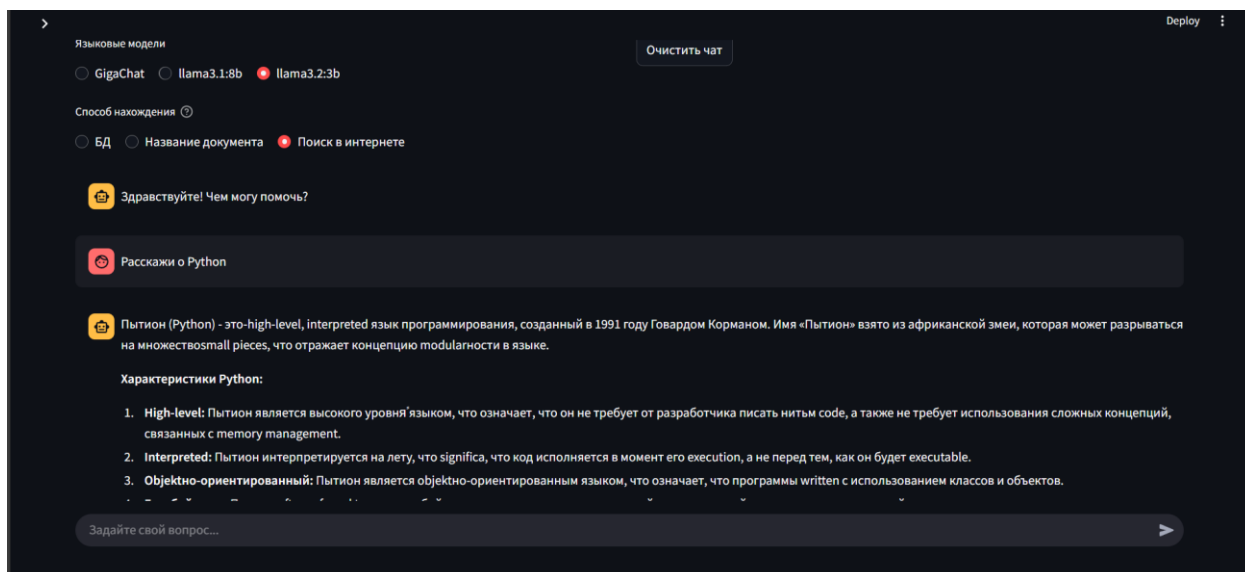 Deploy
Языковые модели
Очистить чат
GigaChat llama3.1:8b llama3.2:3b
Способ нахождения
БД Название документа Поиск в интернете
Здравствуйте! Чем могу помочь?
Расскажи о Python
Пытион (Python) - это-high-level, interpreted язык программирования, созданный в 1991 году Говардом Корманом. Имя «Пытион» взято из африканской змеи, которая может разрываться
на множествоsmall pieces, что отражает концепцию modularности в языке.
Характеристики Python:
1. High-level: Пытион является высокого уровня языком, что означает, что он не требует от разработчика писать нитьм code, а также не требует использования сложных концепций,
связанных с memory management.
2. Interpreted: Пытион интерпретируется на лету, что significa, что код исполняется в момент его execution, а не перед тем, как он будет executable.
3. Objektно-ориентированный: Пытион является objektно-ориентированным языком, что означает, что программы written с использованием классов и объектов.
Задайте свой вопрос...